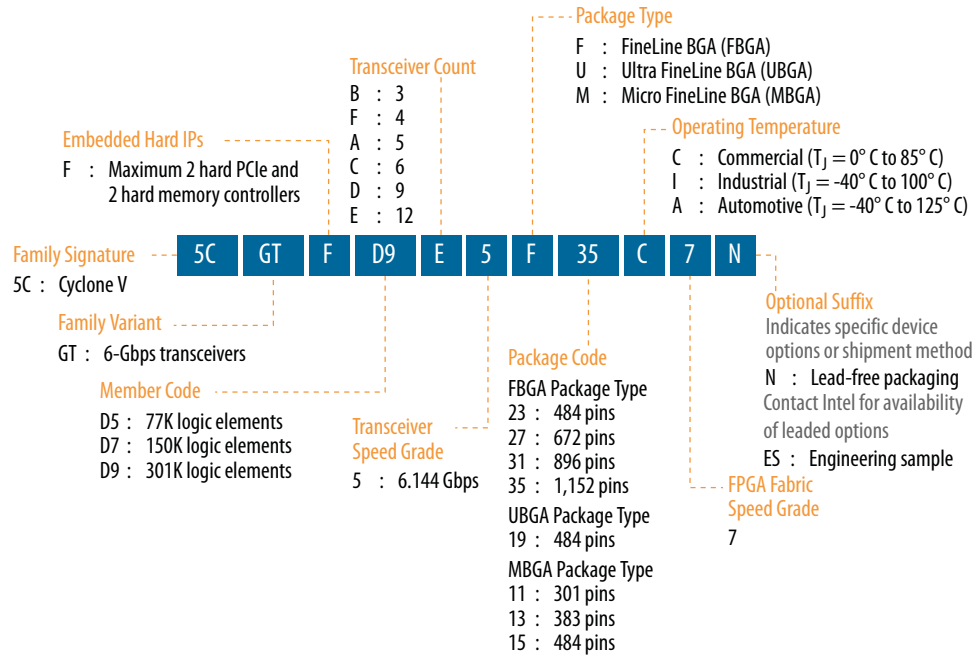 Package Type
F : FineLine BGA (FBGA)
U : Ultra FineLine BGA (UBGA)
M : Micro FineLine BGA (MBGA)
Transceiver Count
B : 3
F : 4
A : 5
C : 6
D : 9
E : 12
Embedded Hard IPs
F : Maximum 2 hard PCIe and
2 hard memory controllers
Operating Temperature
C : Commercial (TJ = 0° C to 85° C)
I : Industrial (TJ = -40° C to 100° C)
A : Automotive (TJ = -40° C to 125° C)
Family Signature
5C : Cyclone V
5C GT F D9 E 5 F 35 C 7 N
Family Variant
GT : 6-Gbps transceivers
Member Code
D5 : 77K logic elements
D7 : 150K logic elements
D9 : 301K logic elements
Transceiver
Speed Grade
5 : 6.144 Gbps
Package Code
FBGA Package Type
23 : 484 pins
27 : 672 pins
31 : 896 pins
35 : 1,152 pins
UBGA Package Type
19 : 484 pins
MBGA Package Type
11 : 301 pins
13 : 383 pins
15 : 484 pins
Optional Suffix
Indicates specific device
options or shipment method
N : Lead-free packaging
Contact Intel for availability
of leaded options
ES : Engineering sample
FPGA Fabric
Speed Grade
7